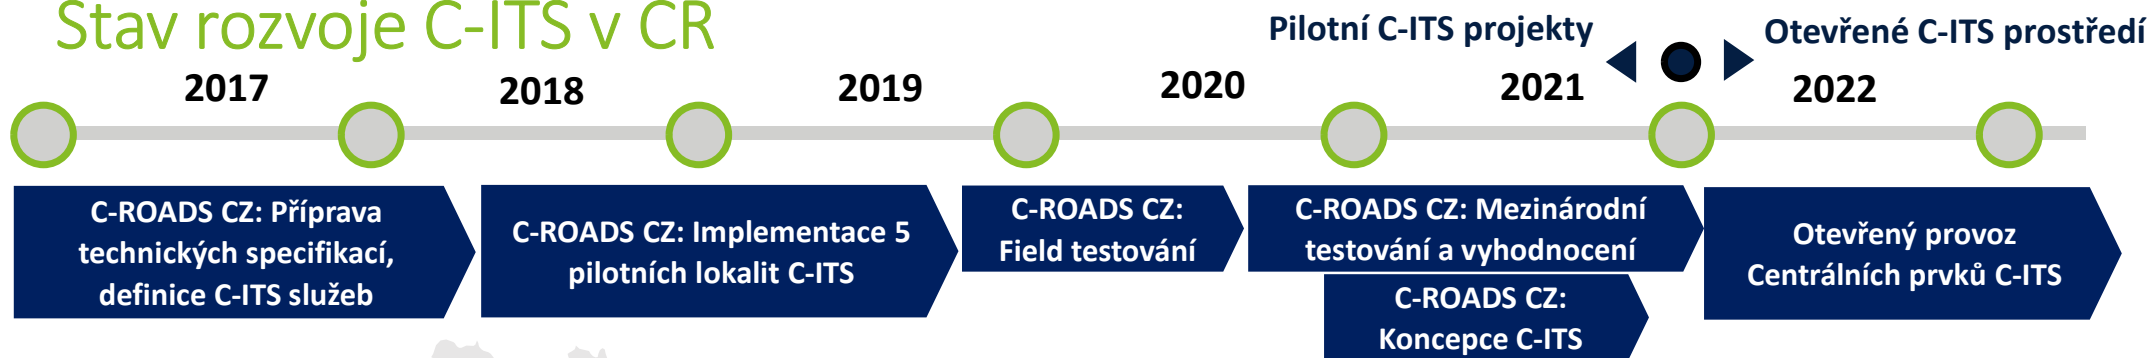 Stav rozvoje C-ITS v CR
Pilotní C-ITS projekty
Otevřené C-ITS prostředí
2017
2018
2019
2020
2021
2022
C-ROADS CZ: Příprava
technických specifikací,
definice C-ITS služeb
C-ROADS CZ: Implementace 5
pilotních lokalit C-ITS
C-ROADS CZ:
Field testování
C-ROADS CZ: Mezinárodní
testování a vyhodnocení
C-ROADS CZ:
Koncepce C-ITS
Otevřený provoz
Centrálních prvků C-ITS